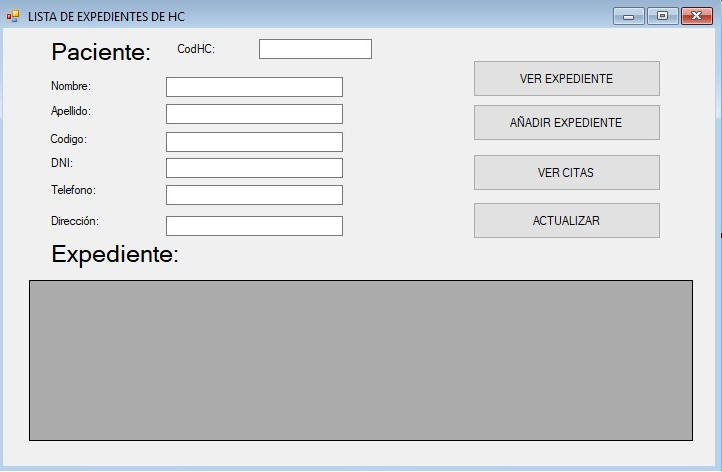 LISTA DE EXPEDIENTES DE HC
Paciente:
CodHC:
Nombre:
Apellido:
Codigo:
DNI:
Telefono:
Dirección:
VER EXPEDIENTE
AÑADIR EXPEDIENTE
VER CITAS
ACTUALIZAR
Expediente: